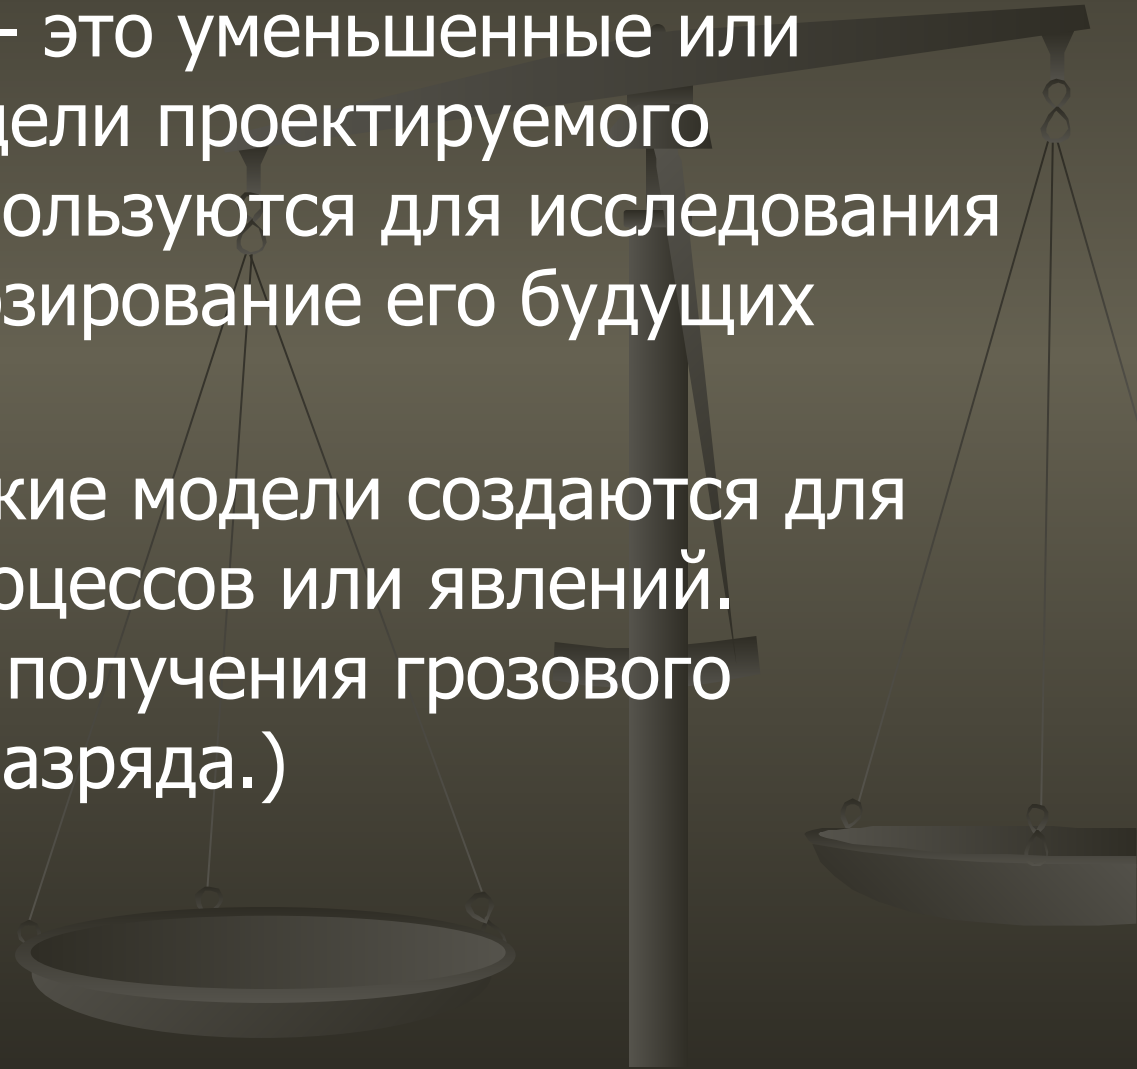 - это уменьшенные или
дели проектируемого
ользуются для исследования
озирование его будущих
кие модели создаются для
оцессов или явлений.
получения грозового
азряда.)